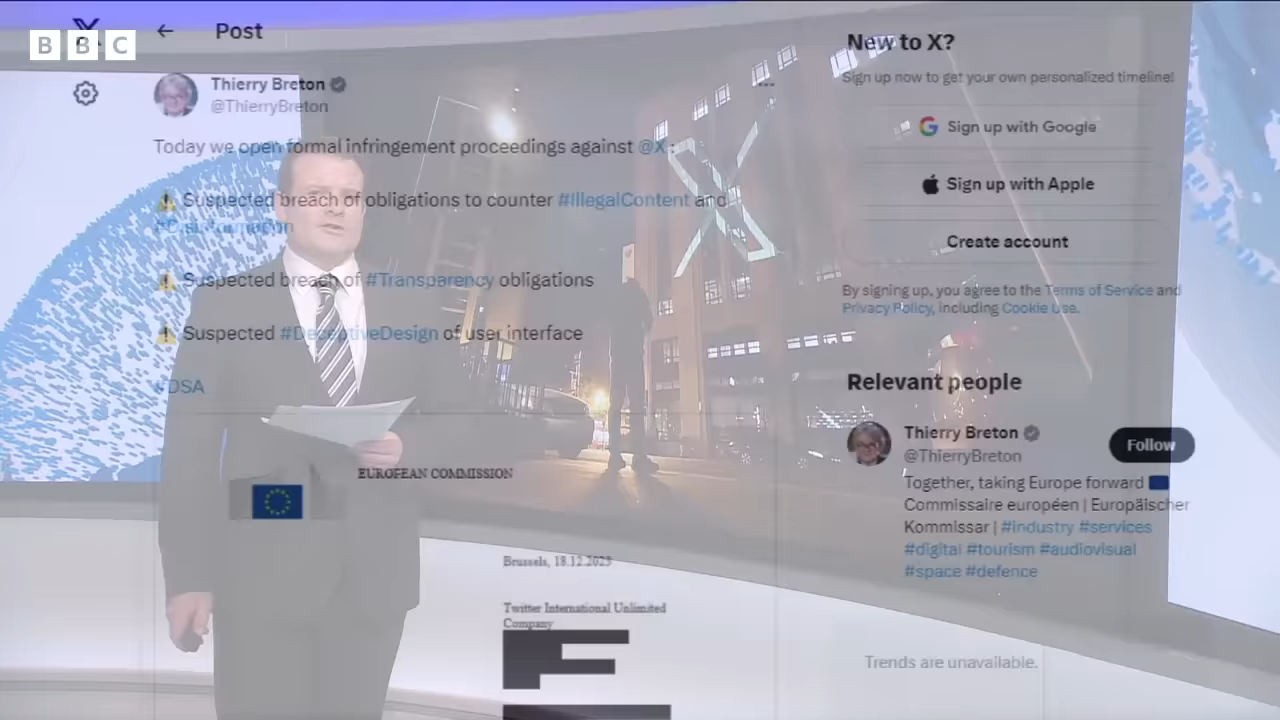 BBC
X
Post
Thierry Breton
@ThierryBreton
Today we open formal infringement proceedings against @X :
Suspected breach of obligations to counter #IllegalContent and
#Disinformation
Suspected breach of #Transparency obligations
Suspected #DeceptiveDesign of user interface
#DSA
EUROPEAN COMMISSION
Brussels, 18.12.2023
Twitter International Unlimited
Company
New to X?
Sign up now to get your own personalized timeline!
Sign up with Google
Sign up with Apple
Create account
By signing up, you agree to the Terms of Service and
Privacy Policy, including Cookie Use.
Relevant people
Thierry Breton
@ThierryBreton
Follow
Together, taking Europe forward
Commissaire européen | Europäischer
Kommissar | #industry #services
#digital #tourism #audiovisual
#space #defence
Trends are unavailable.